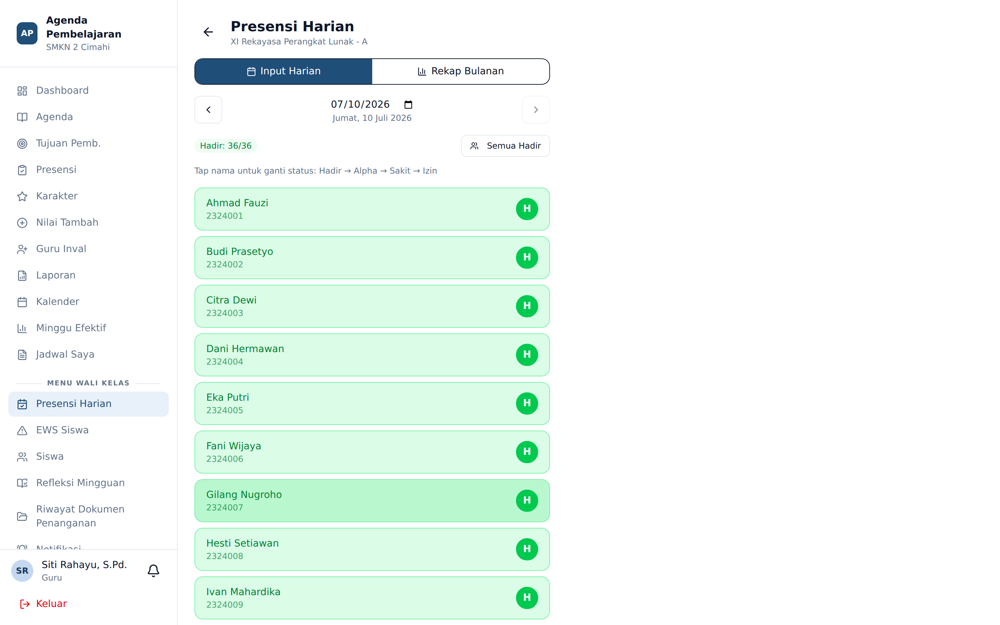 AP
Agenda
Pembelajaran
SMKN 2 Cimahi
Dashboard
Agenda
Tujuan Pemb.
Presensi
Karakter
Nilai Tambah
Guru Inval
Laporan
Kalender
Minggu Efektif
Jadwal Saya
MENU WALI KELAS
Presensi Harian
EWS Siswa
Siswa
Refleksi Mingguan
Riwayat Dokumen
Penanganan
Notifikasi
SR
Siti Rahayu, S.Pd.
Guru
Keluar
Presensi Harian
XI Rekayasa Perangkat Lunak - A
Input Harian
Rekap Bulanan
07/10/2026
Jumat, 10 Juli 2026
Hadir: 36/36
Semua Hadir
Tap nama untuk ganti status: Hadir → Alpha → Sakit → Izin
Ahmad Fauzi
2324001
H
Budi Prasetyo
2324002
H
Citra Dewi
2324003
H
Dani Hermawan
2324004
H
Eka Putri
2324005
H
Fani Wijaya
2324006
H
Gilang Nugroho
2324007
H
Hesti Setiawan
2324008
H
Ivan Mahardika
2324009
H